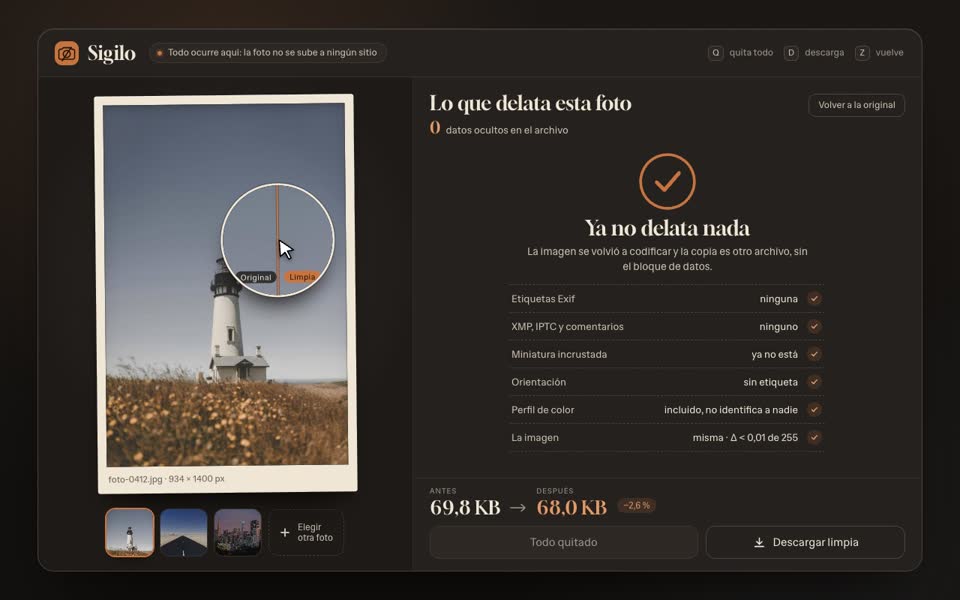 Sigilo
Todo ocurre aquí: la foto no se sube a ningún sitio
Q quita todo D descarga Z vuelve
Lo que delata esta foto
Volver a la original
0 datos ocultos en el archivo
Ya no delata nada
La imagen se volvió a codificar y la copia es otro archivo, sin
el bloque de datos.
Original
Limpia
Etiquetas Exif ninguna
XMP, IPTC y comentarios ninguno
Miniatura incrustada ya no está
Orientación sin etiqueta
Perfil de color incluido, no identifica a nadie
La imagen misma · Δ < 0,01 de 255
foto-0412.jpg · 934 × 1400 px
Elegir
otra foto
ANTES
DESPUÉS
69,8 KB → 68,0 KB −2,6 %
Todo quitado
Descargar limpia